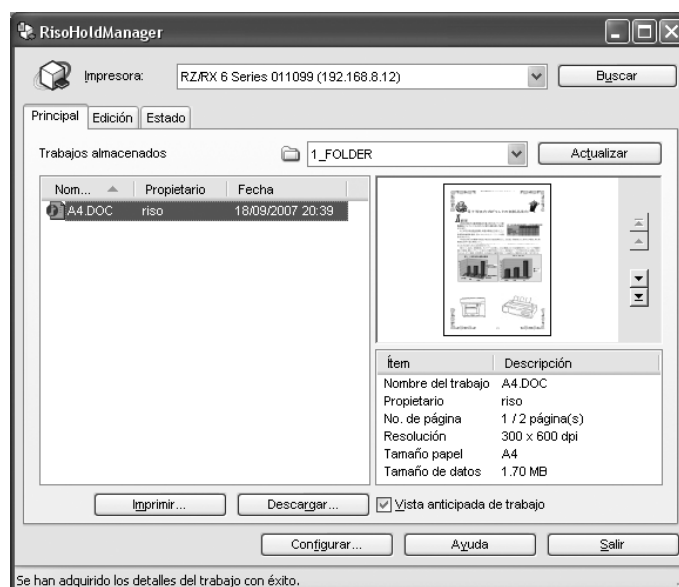 RisoHoldManager
Impresora: RZ/RX 6 Series 011099 (192.168.8.12) Buscar
Principal Edición Estado
Trabajos almacenados 1_FOLDER Actualizar
Nom... Propietario Fecha
A4.DOC riso 18/09/2007 20:39
Ítem Descripción
Nombre del trabajo A4.DOC
Propietario riso
No. de página 1 / 2 página(s)
Resolución 300 x 600 dpi
Tamaño papel A4
Tamaño de datos 1.70 MB
Imprimir... Descargar... Vista anticipada de trabajo
Configurar... Ayuda Salir
Se han adquirido los detalles del trabajo con éxito.